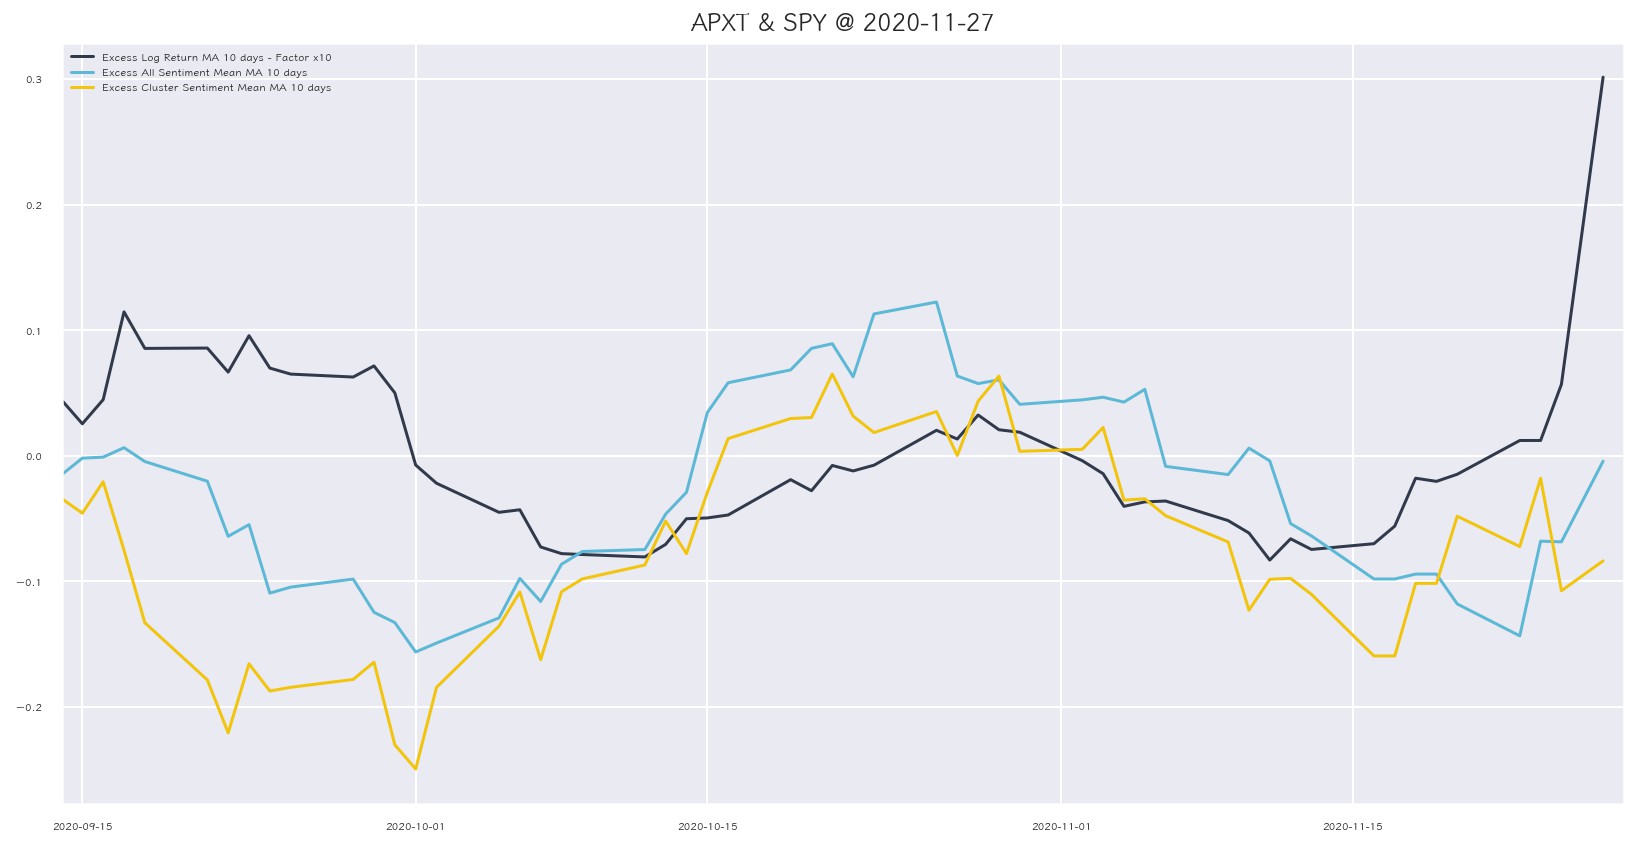 APXT & SPY @ 2020-11-27
Excess Log Return MA 10 days - Factor x10
Excess All Sentiment Mean MA 10 days
Excess Cluster Sentiment Mean MA 10 days
0.3
0.2
0.1
0.0
−0.1
−0.2
2020-09-15 2020-10-01 2020-10-15 2020-11-01 2020-11-15